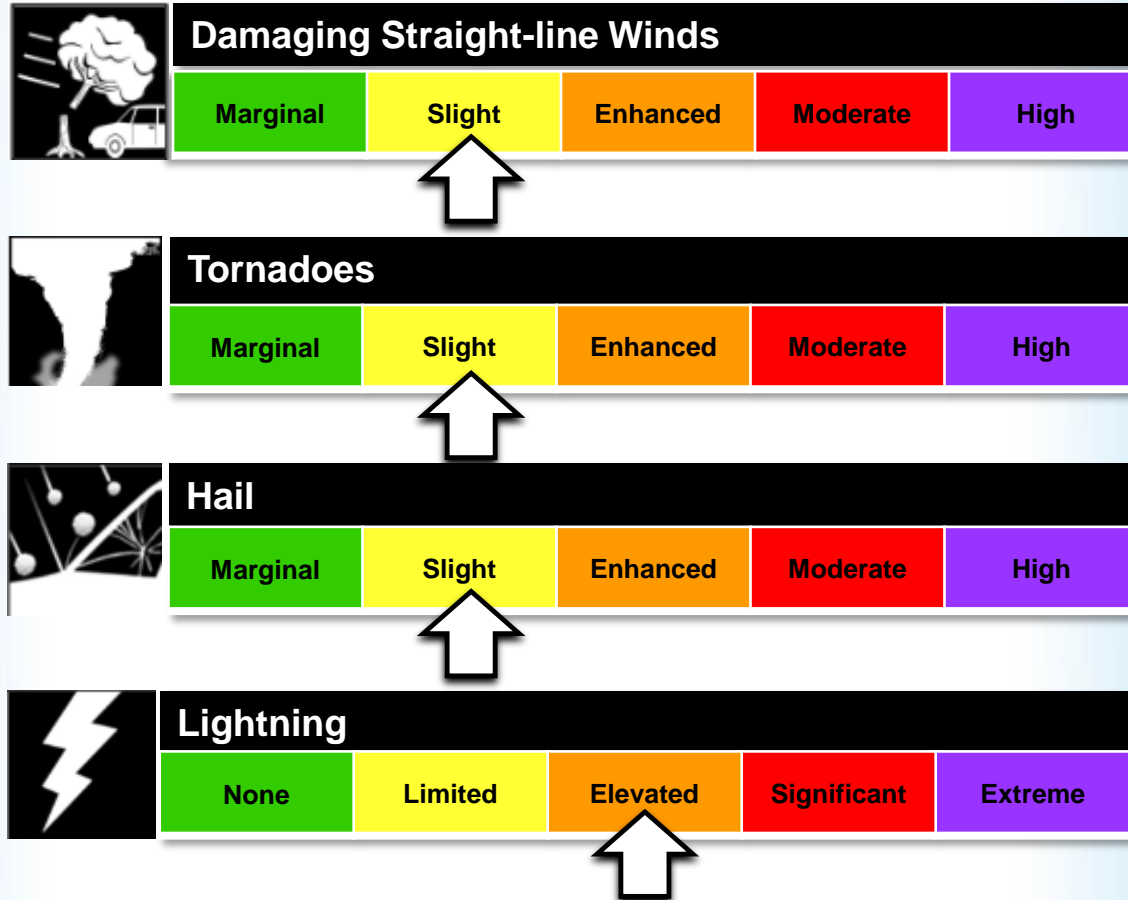 Damaging Straight-line Winds
Marginal Slight Enhanced Moderate High
Tornadoes
Marginal Slight Enhanced Moderate High
Hail
Marginal Slight Enhanced Moderate High
Lightning
None Limited Elevated Significant Extreme